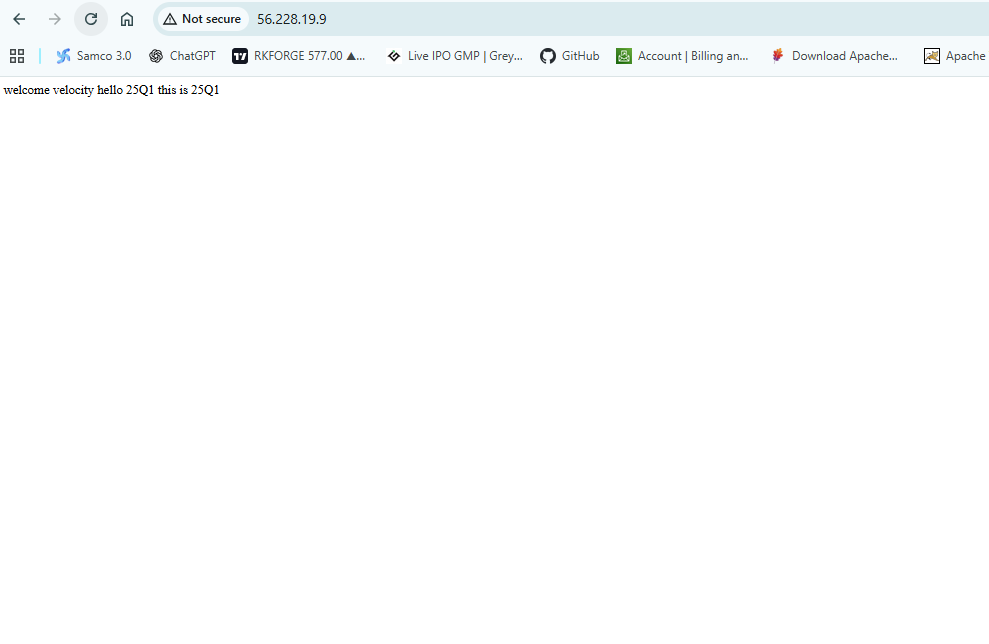 Not secure 56.228.19.9
Samco 3.0 ChatGPT RKFORGE 577.00 ▲... Live IPO GMP | Grey... GitHub Account | Billing an... Download Apache... Apache
welcome velocity hello 25Q1 this is 25Q1